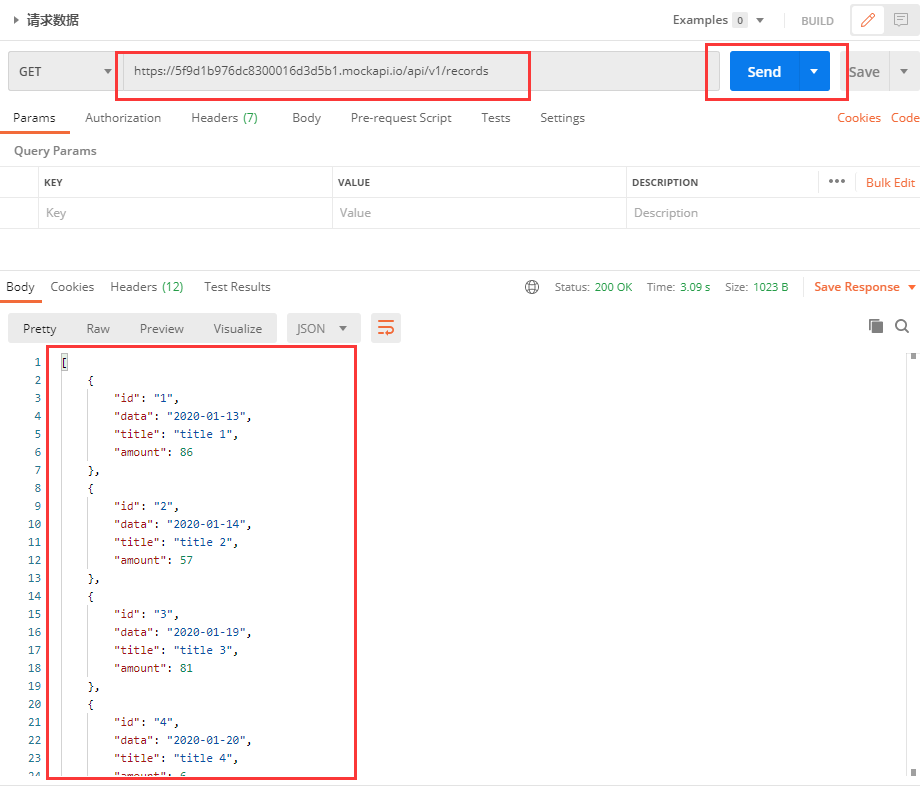 请求数据 Examples 0 BUILD
GET https://5f9d1b976dc8300016d3d5b1.mockapi.io/api/v1/records Send Save
Params Authorization Headers (7) Body Pre-request Script Tests Settings Cookies Code
Query Params
KEY VALUE DESCRIPTION ••• Bulk Edit
Key Value Description
Body Cookies Headers (12) Test Results Status: 200 OK Time: 3.09 s Size: 1023 B Save Response
Pretty Raw Preview Visualize JSON
1 [
2 {
3 "id": "1",
4 "data": "2020-01-13",
5 "title": "title 1",
6 "amount": 86
7 },
8 {
9 "id": "2",
10 "data": "2020-01-14",
11 "title": "title 2",
12 "amount": 57
13 },
14 {
15 "id": "3",
16 "data": "2020-01-19",
17 "title": "title 3",
18 "amount": 81
19 },
20 {
21 "id": "4",
22 "data": "2020-01-20",
23 "title": "title 4",
24 "amount": 6